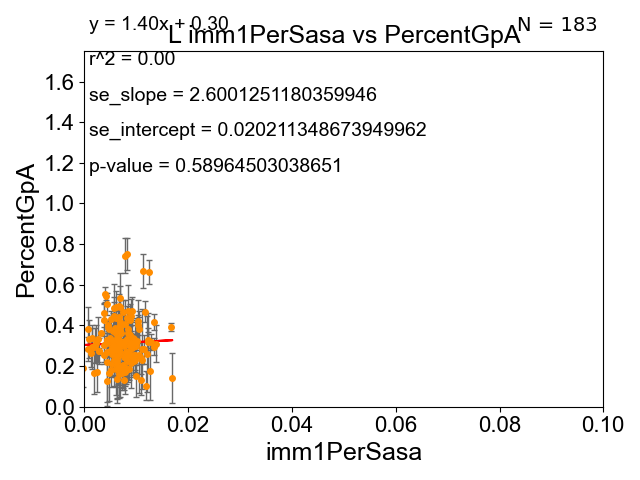 y = 1.40x + 0.30
N = 183
L imm1PerSasa vs PercentGpA
r^2 = 0.00
se_slope = 2.6001251180359946
se_intercept = 0.020211348673949962
p-value = 0.58964503038651
PercentGpA
1.6
1.4
1.2
1.0
0.8
0.6
0.4
0.2
0.0
0.00 0.02 0.04 0.06 0.08 0.10
imm1PerSasa